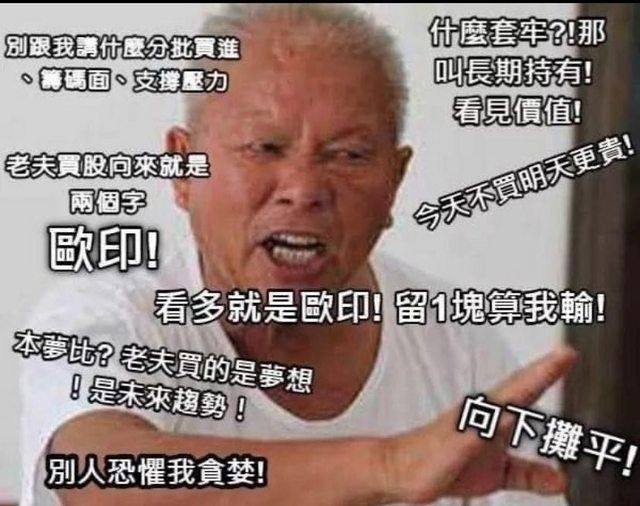 別跟我講什麼分批買進
、籌碼面、支撐壓力
什麼套牢?!那
叫長期持有!
看見價值!
老夫買股向來就是
兩個字
歐印!
今天不買明天更貴!
看多就是歐印! 留1塊算我輸!
本夢比? 老夫買的是夢想
！是未來趨勢！
向下攤平!
別人恐懼我貪婪!